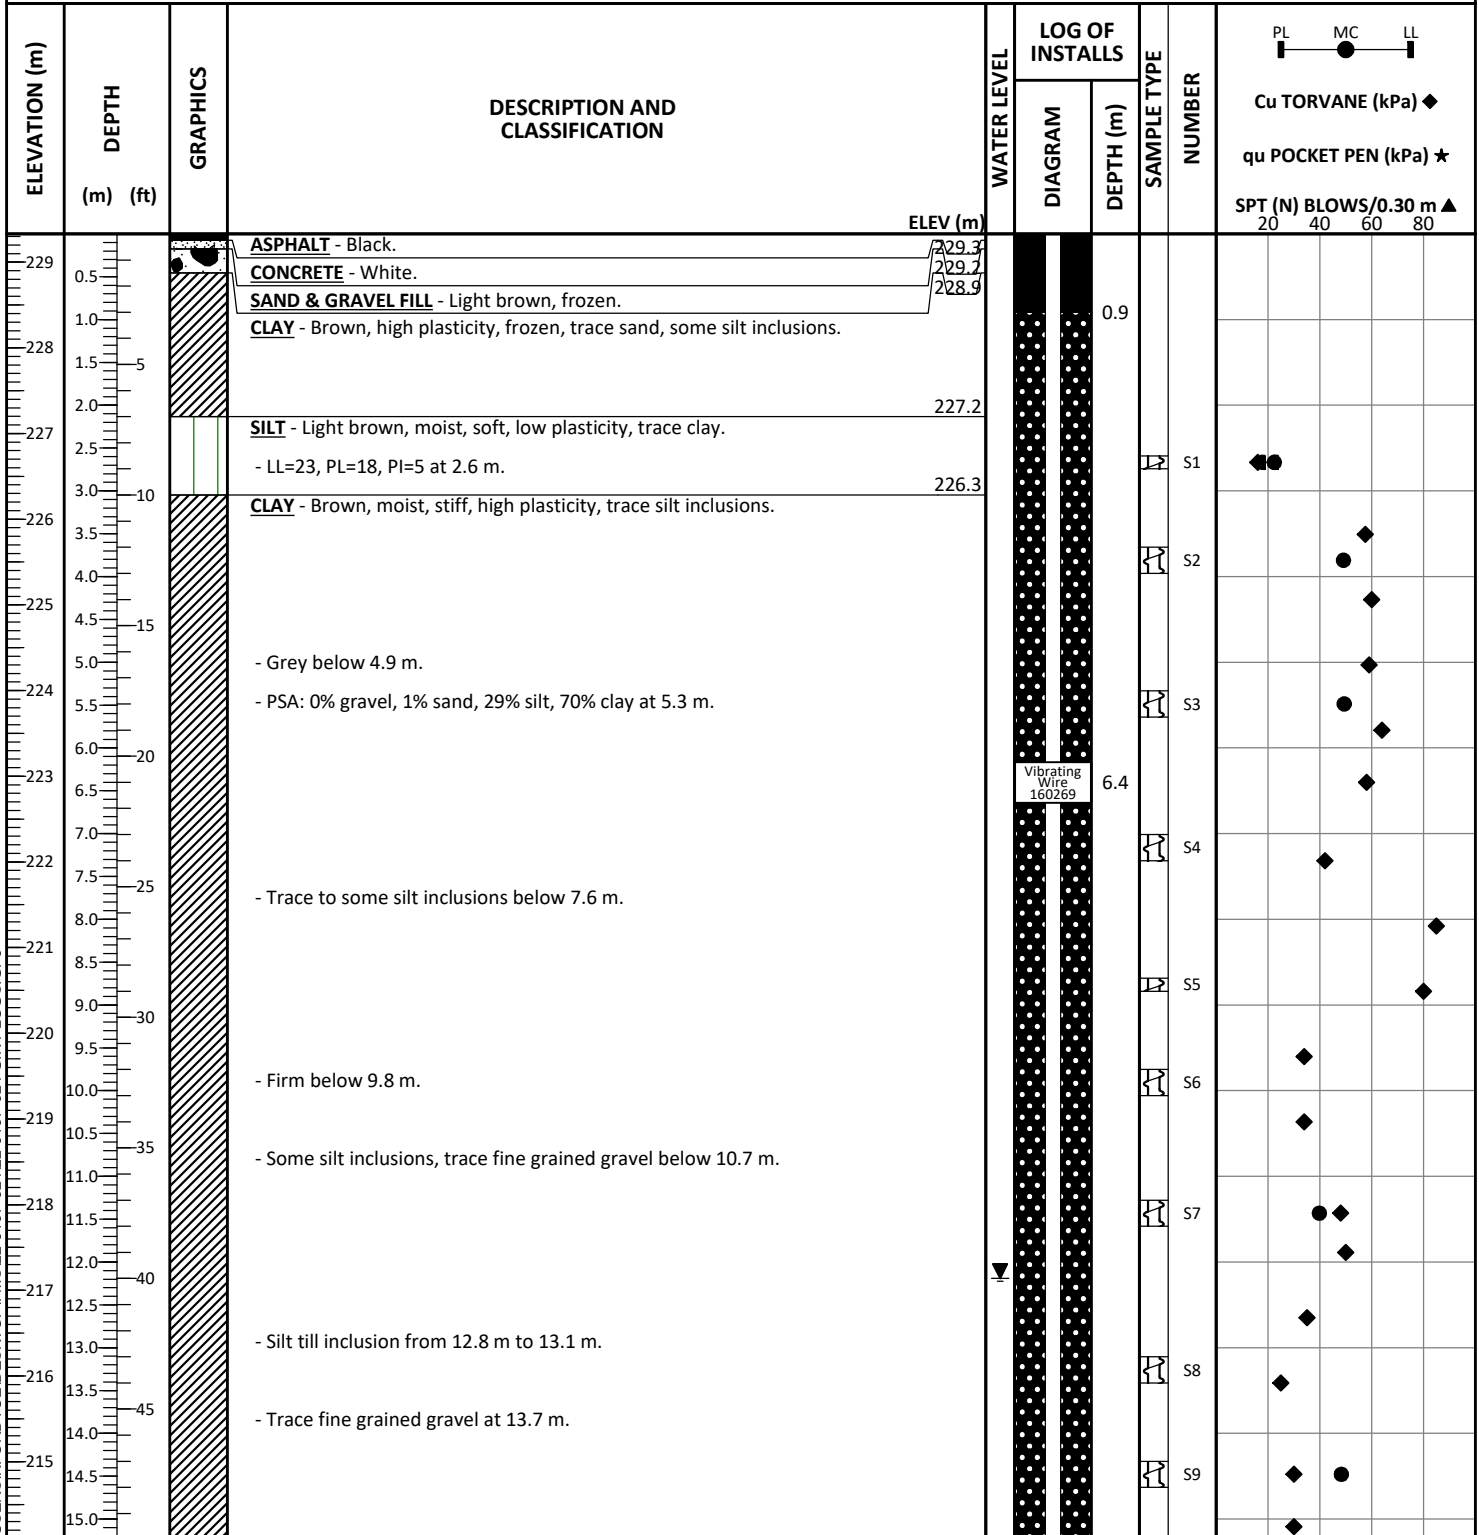 ELEVATION (m)
DEPTH
(m) (ft)
GRAPHICS
DESCRIPTION AND
CLASSIFICATION
ELEV (m)
WATER LEVEL
LOG OF
INSTALLS
DIAGRAM
DEPTH (m)
SAMPLE TYPE
NUMBER
PL MC LL
Cu TORVANE (kPa)
qu POCKET PEN (kPa)
SPT (N) BLOWS/0.30 m
20 40 60 80
ASPHALT - Black.
229.3
229
0.5
CONCRETE - White.
229.2
SAND & GRAVEL FILL - Light brown, frozen.
228.9
0.9
1.0
CLAY - Brown, high plasticity, frozen, trace sand, some silt inclusions.
228
1.5
5
2.0
227.2
227
SILT - Light brown, moist, soft, low plasticity, trace clay.
2.5
- LL=23, PL=18, PI=5 at 2.6 m.
S1
3.0
10
226.3
CLAY - Brown, moist, stiff, high plasticity, trace silt inclusions.
226
3.5
S2
4.0
225
4.5
15
5.0
- Grey below 4.9 m.
224
5.5
- PSA: 0% gravel, 1% sand, 29% silt, 70% clay at 5.3 m.
S3
6.0
20
223
6.5
Vibrating
Wire
160269
6.4
7.0
222
S4
7.5
25
- Trace to some silt inclusions below 7.6 m.
8.0
221
8.5
S5
9.0
30
220
9.5
- Firm below 9.8 m.
S6
10.0
219
10.5
35
- Some silt inclusions, trace fine grained gravel below 10.7 m.
11.0
218
11.5
S7
12.0
40
217
12.5
- Silt till inclusion from 12.8 m to 13.1 m.
13.0
216
S8
13.5
45
- Trace fine grained gravel at 13.7 m.
14.0
215
14.5
S9
15.0